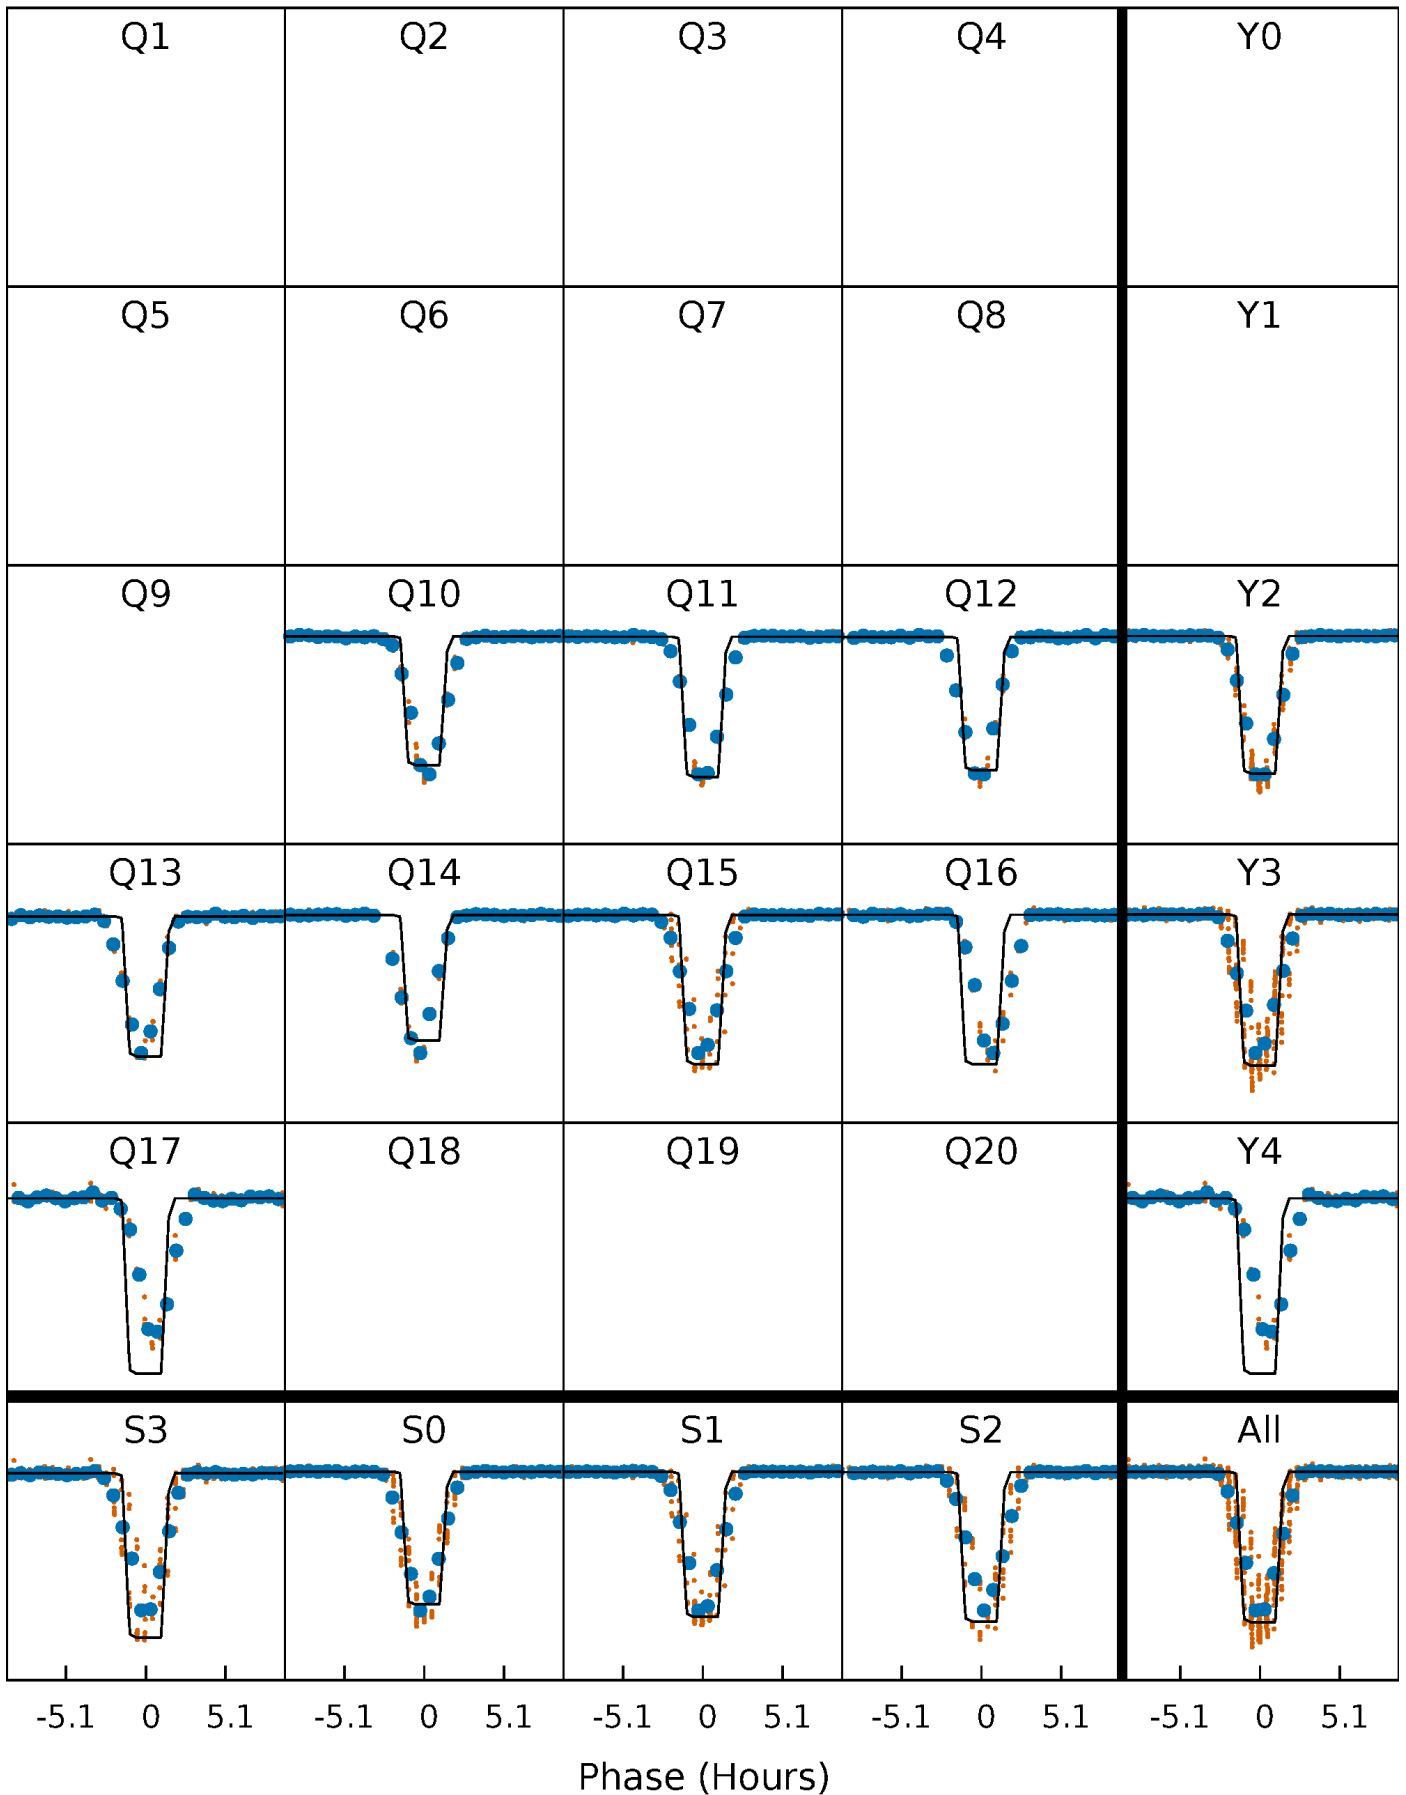 Q1 Q2 Q3 Q4 Y0
Q5 Q6 Q7 Q8 Y1
Q9 Q10 Q11 Q12 Y2
Q13 Q14 Q15 Q16 Y3
Q17 Q18 Q19 Q20 Y4
S3 S0 S1 S2 All
-5.1 0 5.1 -5.1 0 5.1 -5.1 0 5.1 -5.1 0 5.1 -5.1 0 5.1
Phase (Hours)